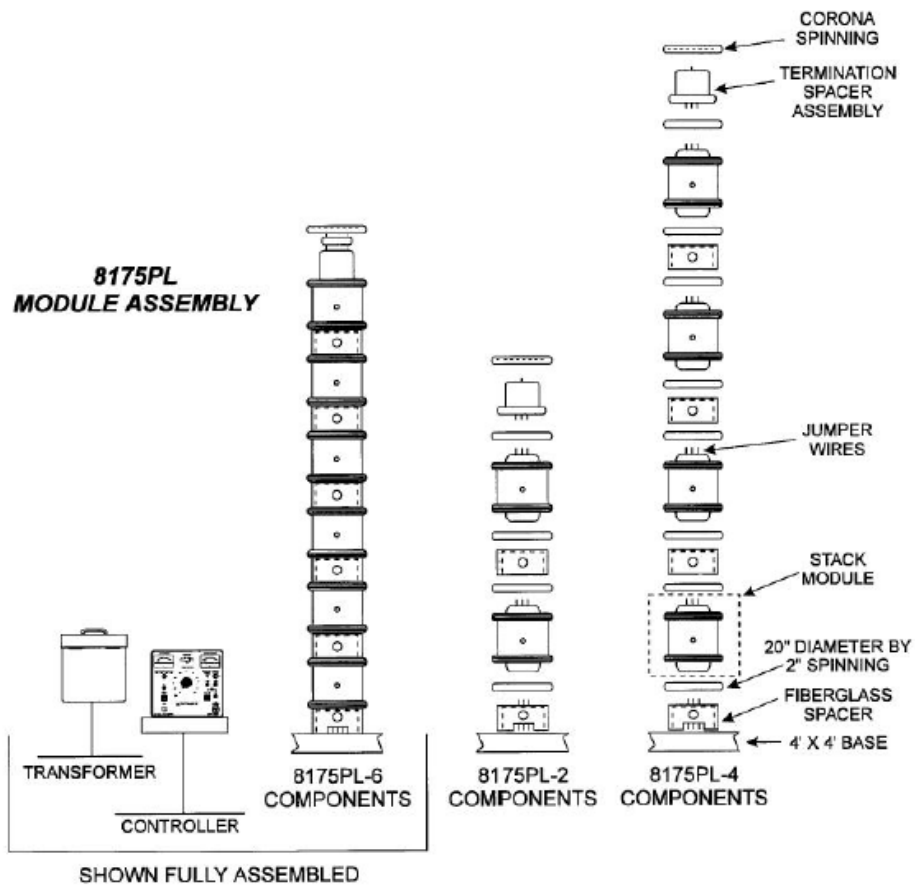 CORONA
SPINNING
TERMINATION
SPACER
ASSEMBLY
8175PL
MODULE ASSEMBLY
JUMPER
WIRES
STACK
MODULE
20" DIAMETER BY
2" SPINNING
FIBERGLASS
SPACER
4' X 4' BASE
TRANSFORMER
CONTROLLER
8175PL-6
COMPONENTS
8175PL-2
COMPONENTS
8175PL-4
COMPONENTS
SHOWN FULLY ASSEMBLED